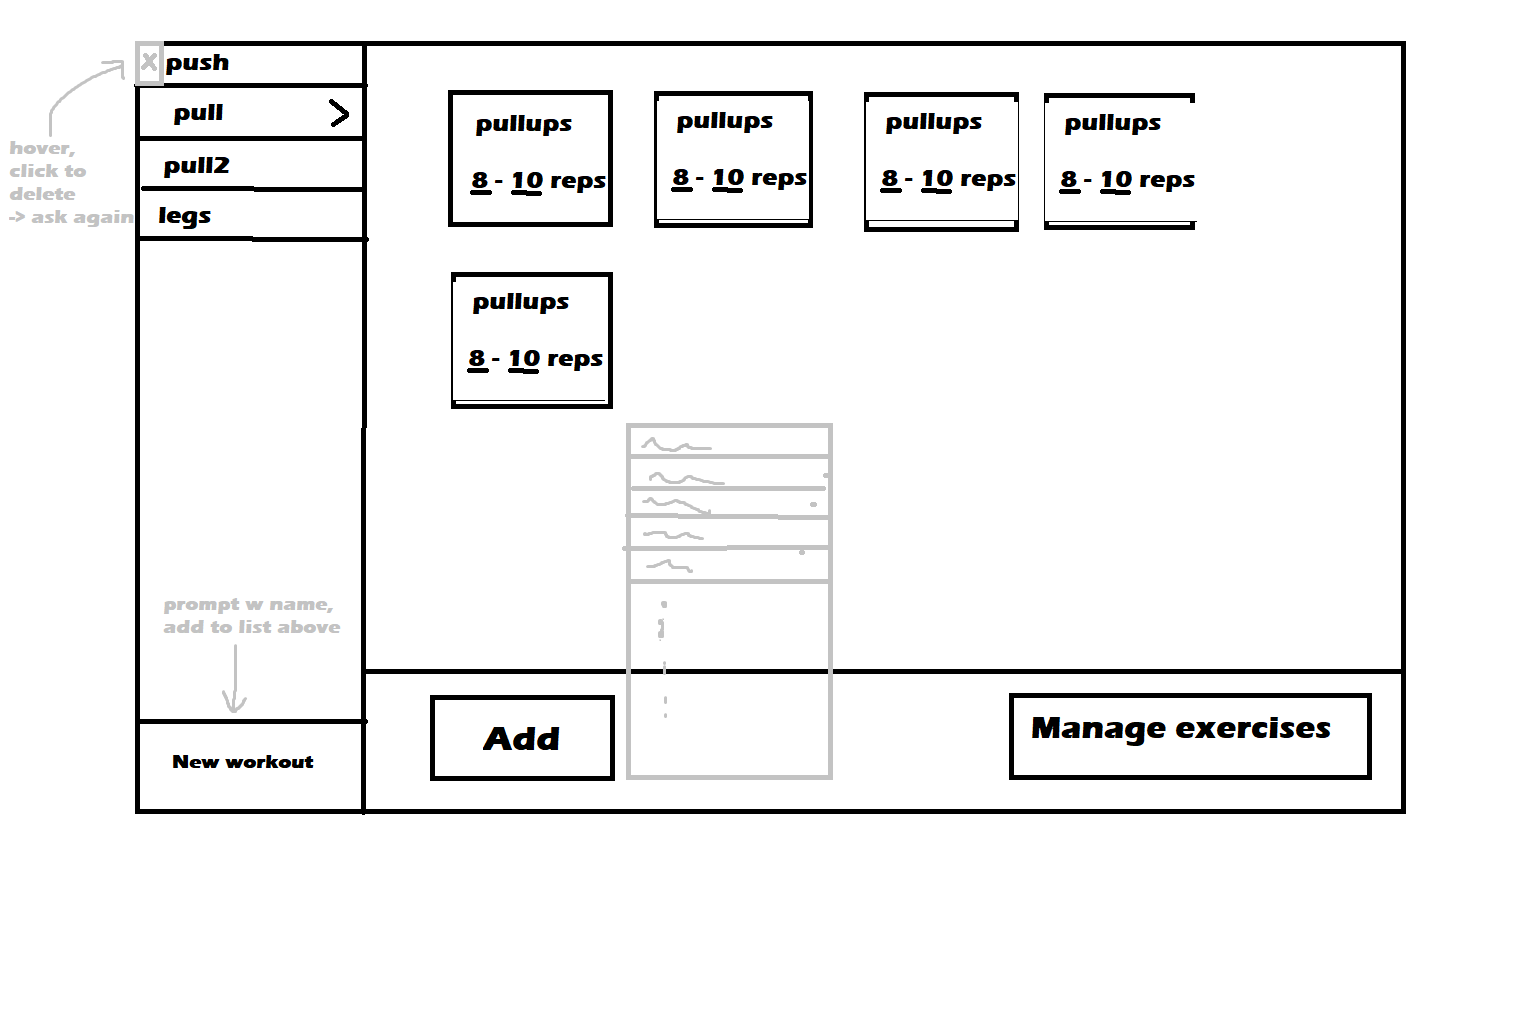 x push
pull >
pull2
legs
hover,
click to
delete
-> ask again
pullups
8 - 10 reps
pullups
8 - 10 reps
pullups
8 - 10 reps
pullups
8 - 10 reps
pullups
8 - 10 reps
prompt w name,
add to list above
New workout
Add
Manage exercises